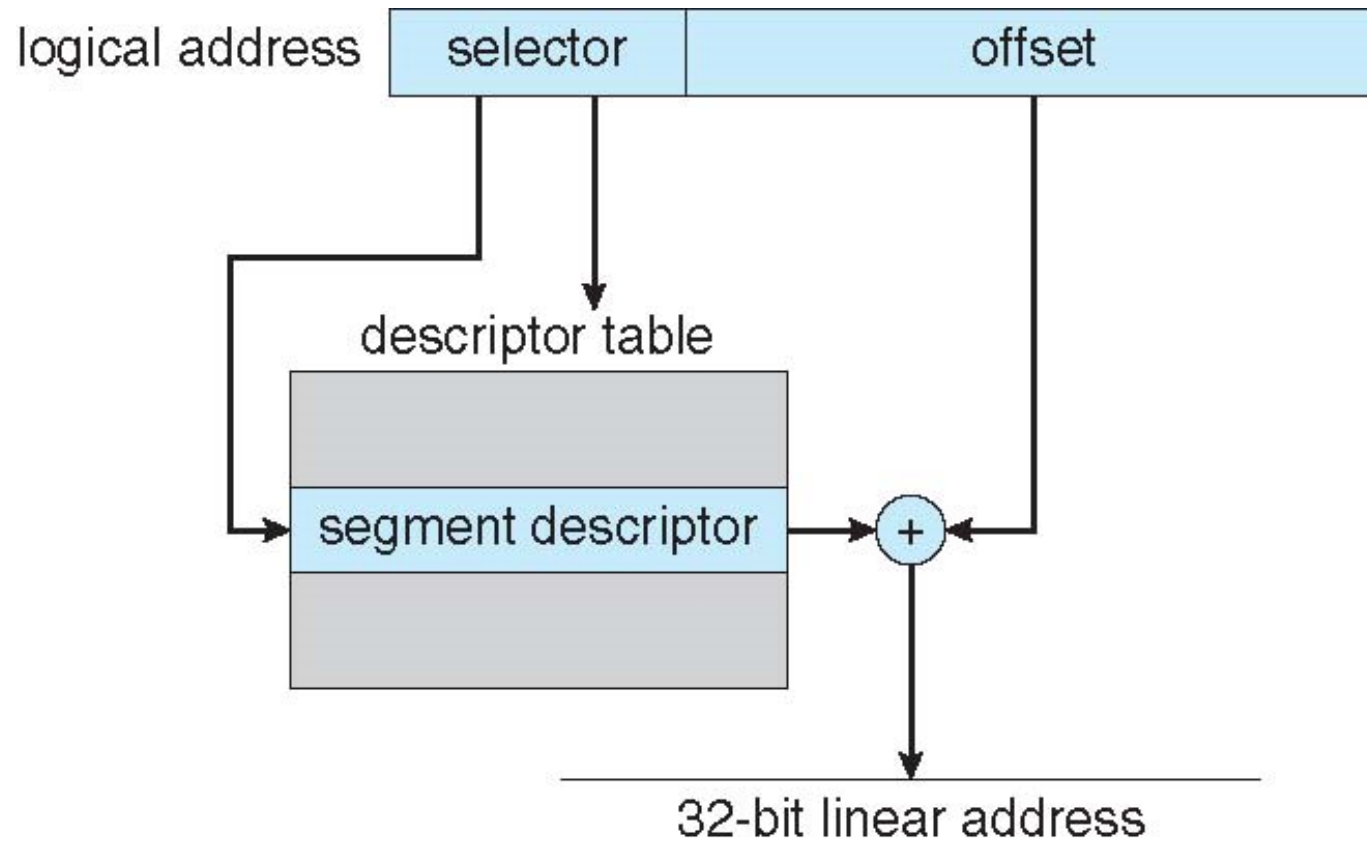 logical address selector offset
descriptor table
segment descriptor +
32-bit linear address